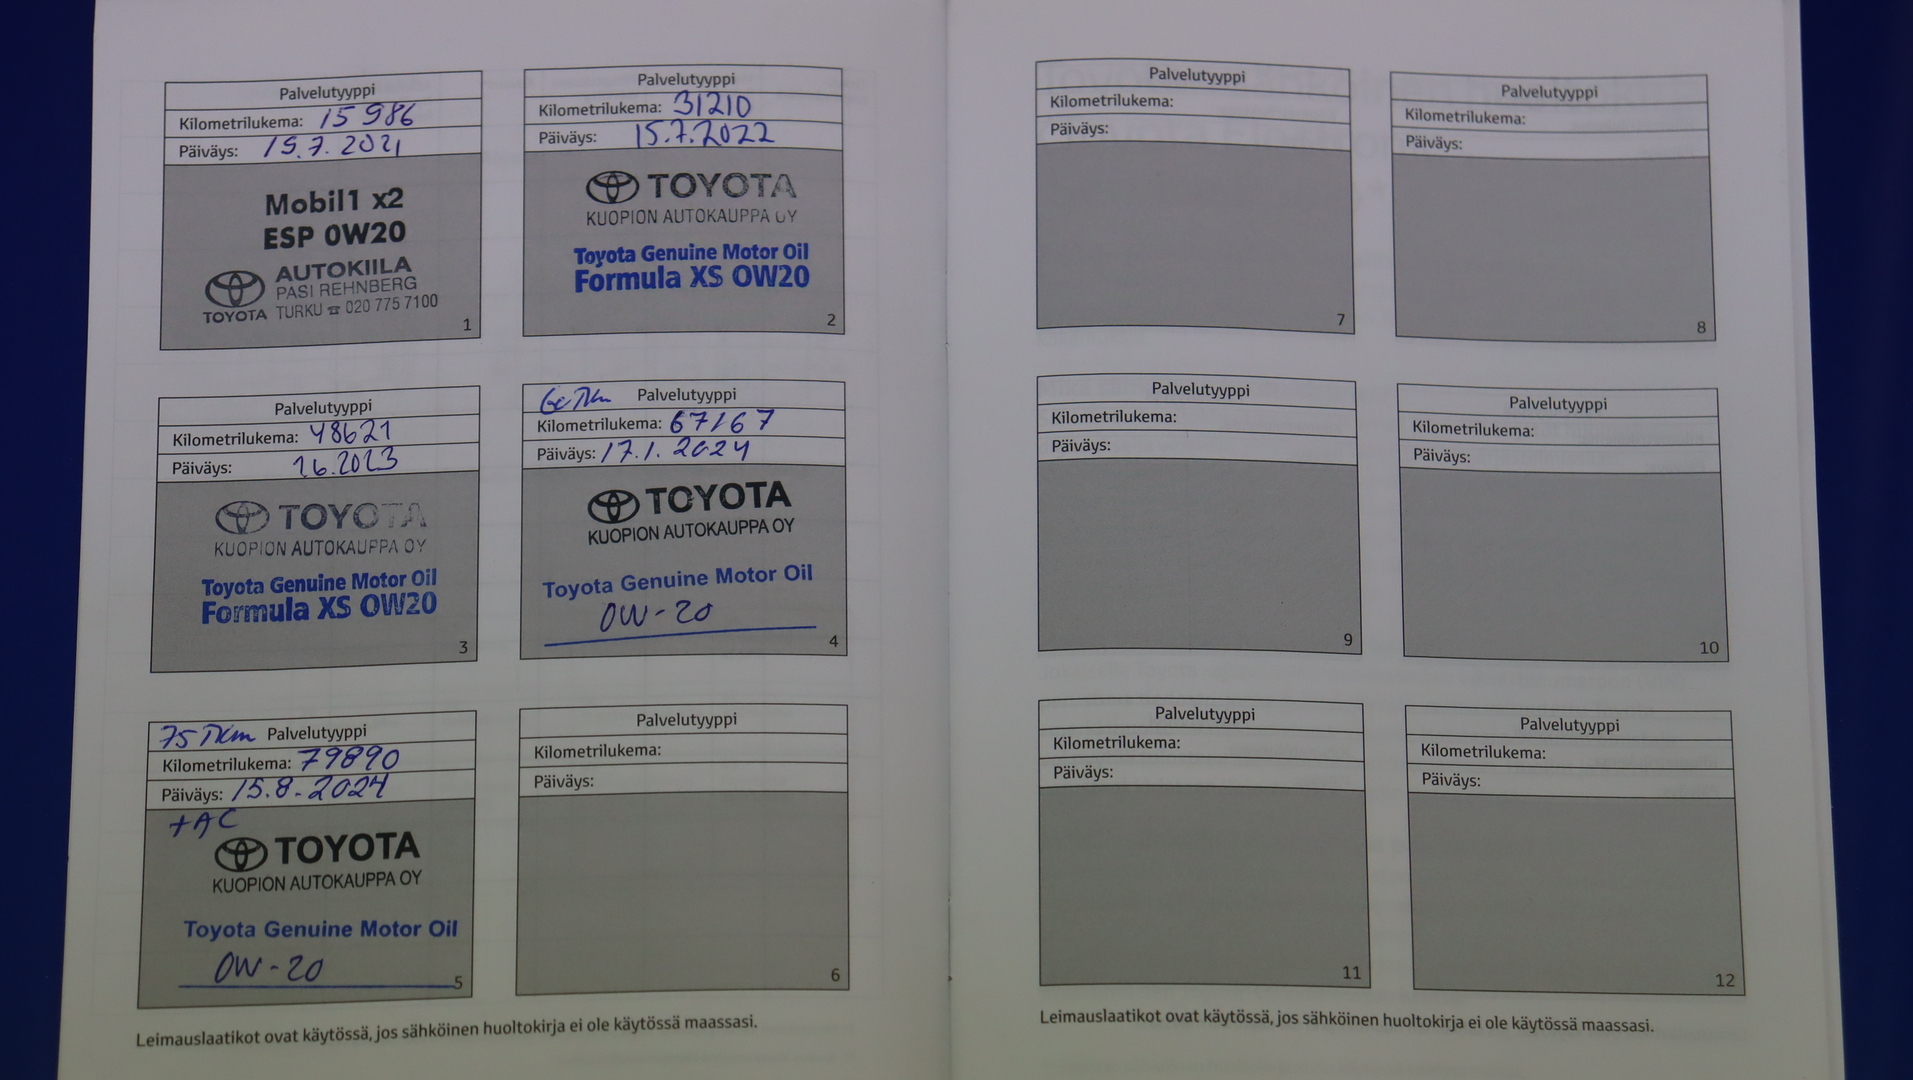 Palvelutyyppi
Kilometrilukema: 15 986
Päiväys: 15.7.2021
Mobil1 x2
ESP 0W20
AUTOKIILA
PASI REHNBERG
TOYOTA TURKU ☎ 020 775 7100
1
Palvelutyyppi
Kilometrilukema: 31210
Päiväys: 15.7.2022
TOYOTA
KUOPION AUTOKAUPPA OY
Toyota Genuine Motor Oil
Formula XS 0W20
2
Palvelutyyppi
Kilometrilukema: 48621
Päiväys: 1.6.2023
TOYOTA
KUOPION AUTOKAUPPA OY
Toyota Genuine Motor Oil
Formula XS 0W20
3
60 Tkm Palvelutyyppi
Kilometrilukema: 67167
Päiväys: 17.1.2024
TOYOTA
KUOPION AUTOKAUPPA OY
Toyota Genuine Motor Oil
0W-20
4
75 Tkm Palvelutyyppi
Kilometrilukema: 79890
Päiväys: 15.8.2024
+AC
TOYOTA
KUOPION AUTOKAUPPA OY
Toyota Genuine Motor Oil
0W-20
5
Palvelutyyppi
Kilometrilukema:
Päiväys:
6
Leimauslaatikot ovat käytössä, jos sähköinen huoltokirja ei ole käytössä maassasi.
Palvelutyyppi
Kilometrilukema:
Päiväys:
7
Palvelutyyppi
Kilometrilukema:
Päiväys:
8
Palvelutyyppi
Kilometrilukema:
Päiväys:
9
Palvelutyyppi
Kilometrilukema:
Päiväys:
10
Palvelutyyppi
Kilometrilukema:
Päiväys:
11
Palvelutyyppi
Kilometrilukema:
Päiväys:
12
Leimauslaatikot ovat käytössä, jos sähköinen huoltokirja ei ole käytössä maassasi.